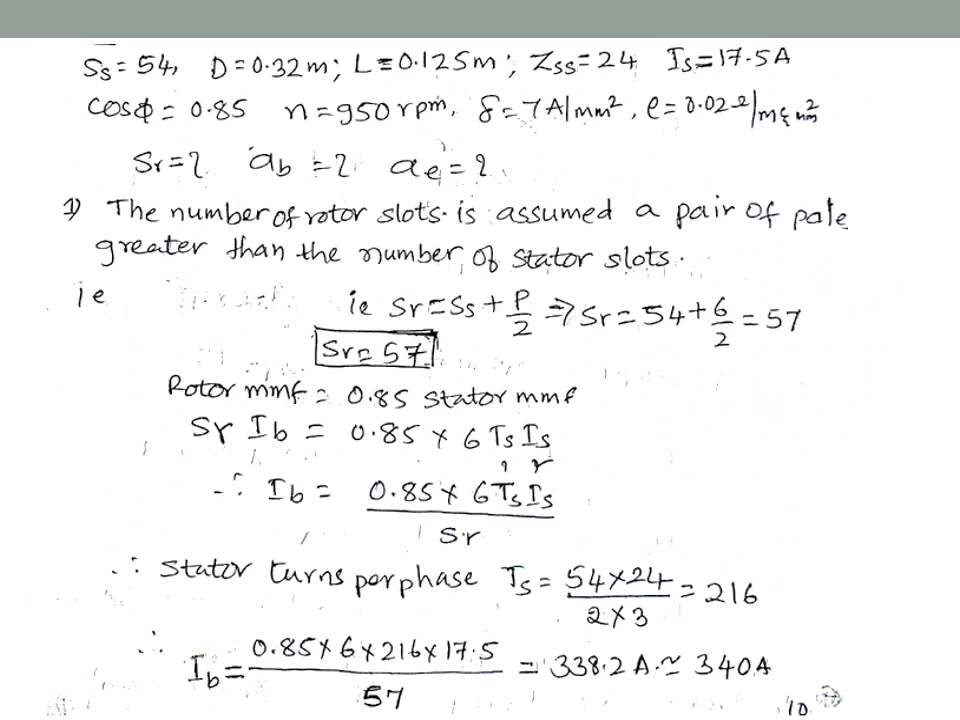 Ss = 54, D = 0.32m; L = 0.125m; Zss = 24 Is = 17.5A
cosφ = 0.85 n = 950 rpm, δ = 7A/mm², ρ = 0.02 Ω/m & mm²
Sr = ? ab = ? ae = ?
1) The number of rotor slots is assumed a pair of pole
greater than the number of stator slots.
ie ie Sr = Ss + P/2 ⇒ Sr = 54 + 6/2 = 57
Sr = 57
Rotor mmf = 0.85 stator mmf
Sr Ib = 0.85 × 6 Ts Is
∴ Ib = 0.85 × 6 Ts Is / Sr
∴ Stator turns per phase Ts = 54×24 / 2×3 = 216
∴ Ib = 0.85×6×216×17.5 / 57 = 338.2 A ≃ 340A
10